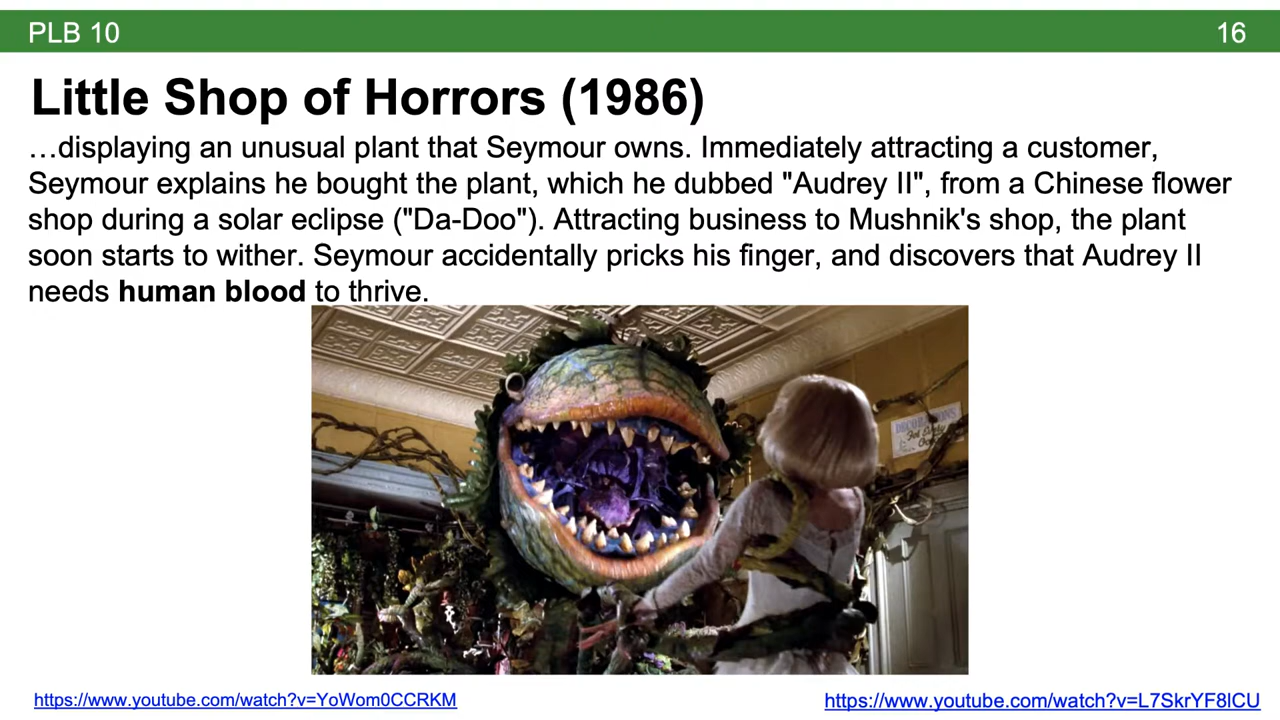 PLB 10
16
Little Shop of Horrors (1986)
…displaying an unusual plant that Seymour owns. Immediately attracting a customer,
Seymour explains he bought the plant, which he dubbed "Audrey II", from a Chinese flower
shop during a solar eclipse ("Da-Doo"). Attracting business to Mushnik's shop, the plant
soon starts to wither. Seymour accidentally pricks his finger, and discovers that Audrey II
needs human blood to thrive.
DECORATIONS
For
https://www.youtube.com/watch?v=YoWom0CCRKM
https://www.youtube.com/watch?v=L7SkrYF8lCU